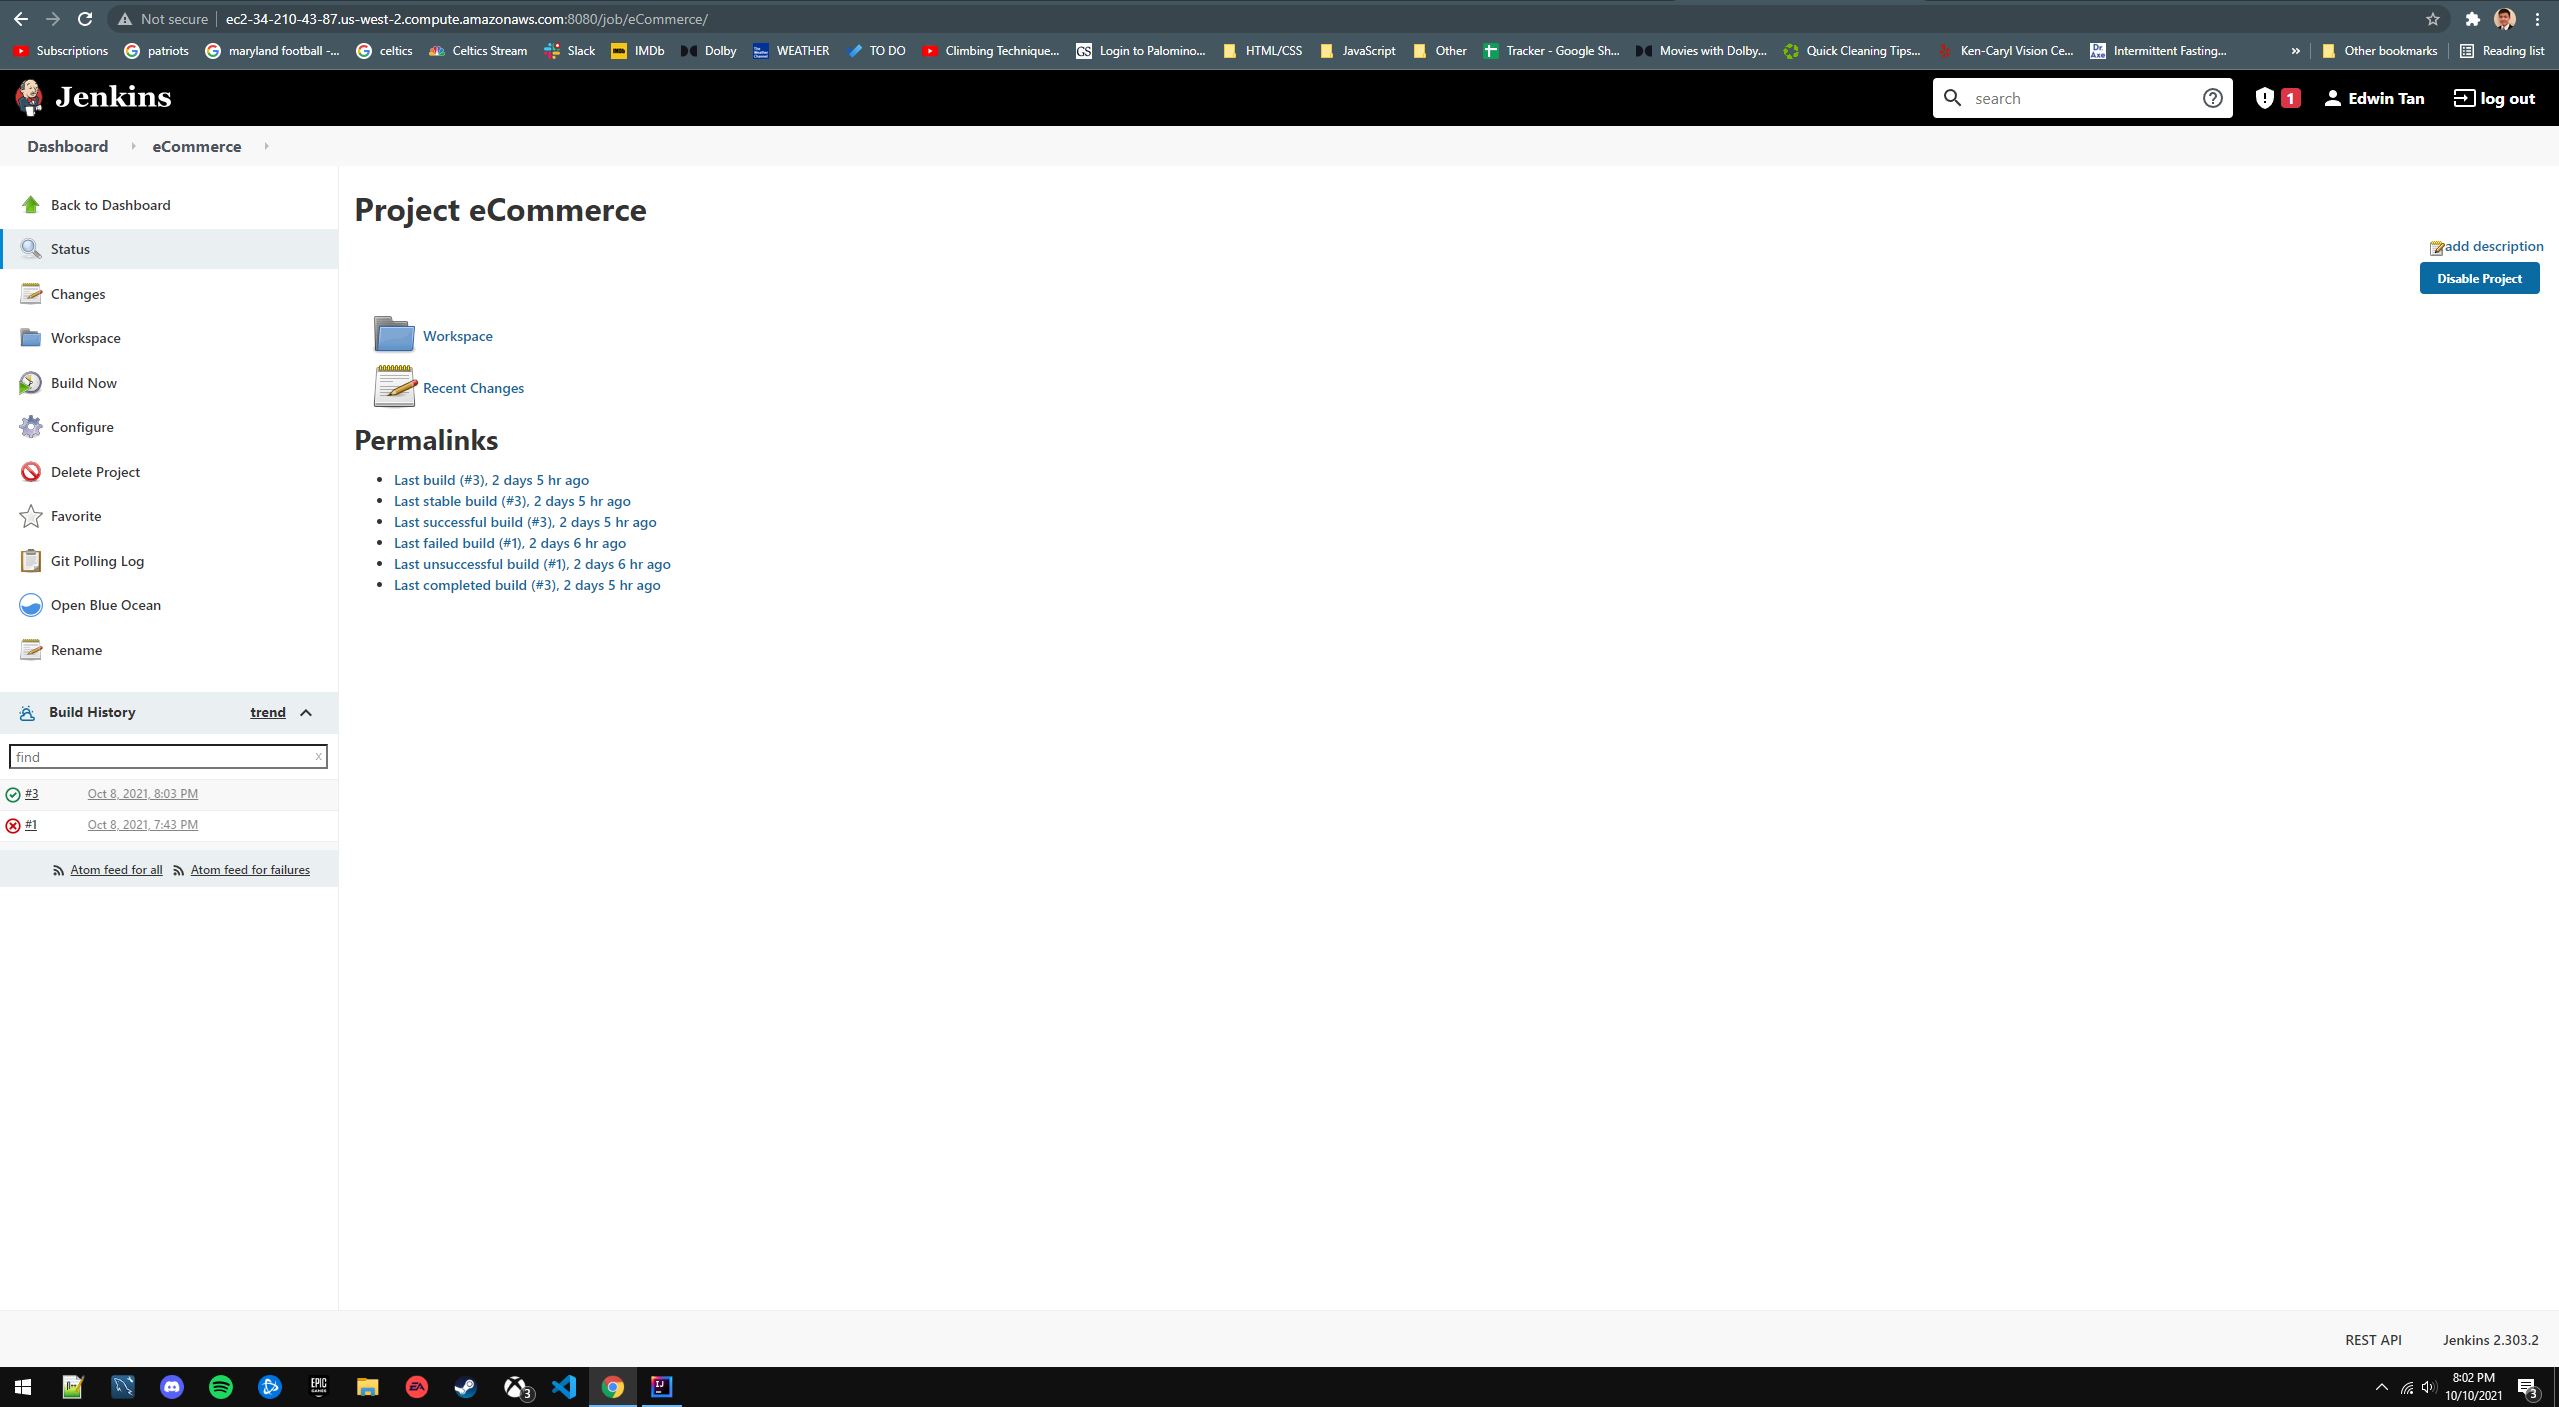 Not secure | ec2-34-210-43-87.us-west-2.compute.amazonaws.com:8080/job/eCommerce/
Subscriptions patriots maryland football -... celtics Celtics Stream Slack IMDb Dolby WEATHER TO DO Climbing Technique... GS Login to Palomino... HTML/CSS JavaScript Other Tracker - Google Sh... Movies with Dolby... Quick Cleaning Tips... Ken-Caryl Vision Ce... Dr. Axe Intermittent Fasting... » Other bookmarks Reading list
Jenkins search 1 Edwin Tan log out
Dashboard eCommerce
Back to Dashboard
Status
Changes
Workspace
Build Now
Configure
Delete Project
Favorite
Git Polling Log
Open Blue Ocean
Rename
Build History trend
find x
#3 Oct 8, 2021, 8:03 PM
#1 Oct 8, 2021, 7:43 PM
Atom feed for all Atom feed for failures
Project eCommerce
add description
Disable Project
Workspace
Recent Changes
Permalinks
Last build (#3), 2 days 5 hr ago
Last stable build (#3), 2 days 5 hr ago
Last successful build (#3), 2 days 5 hr ago
Last failed build (#1), 2 days 6 hr ago
Last unsuccessful build (#1), 2 days 6 hr ago
Last completed build (#3), 2 days 5 hr ago
REST API Jenkins 2.303.2
EPIC GAMES EA 3 IJ
8:02 PM
10/10/2021
3